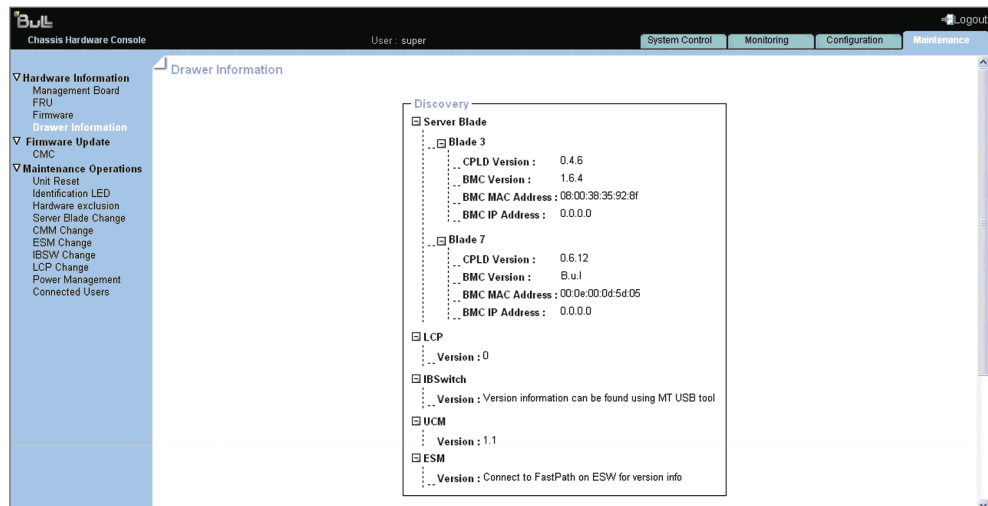 Bull
Logout
Chassis Hardware Console
User : super
System Control
Monitoring
Configuration
Maintenance
Hardware Information
Management Board
FRU
Firmware
Drawer Information
Firmware Update
CMC
Maintenance Operations
Unit Reset
Identification LED
Hardware exclusion
Server Blade Change
CMM Change
ESM Change
IBSW Change
LCP Change
Power Management
Connected Users
Drawer Information
Discovery
Server Blade
Blade 3
CPLD Version : 0.4.6
BMC Version : 1.6.4
BMC MAC Address : 08:00:38:35:92:8f
BMC IP Address : 0.0.0.0
Blade 7
CPLD Version : 0.6.12
BMC Version : B.u.l
BMC MAC Address : 00:0e:00:0d:5d:05
BMC IP Address : 0.0.0.0
LCP
Version : 0
IBSwitch
Version : Version information can be found using MT USB tool
UCM
Version : 1.1
ESM
Version : Connect to FastPath on ESW for version info